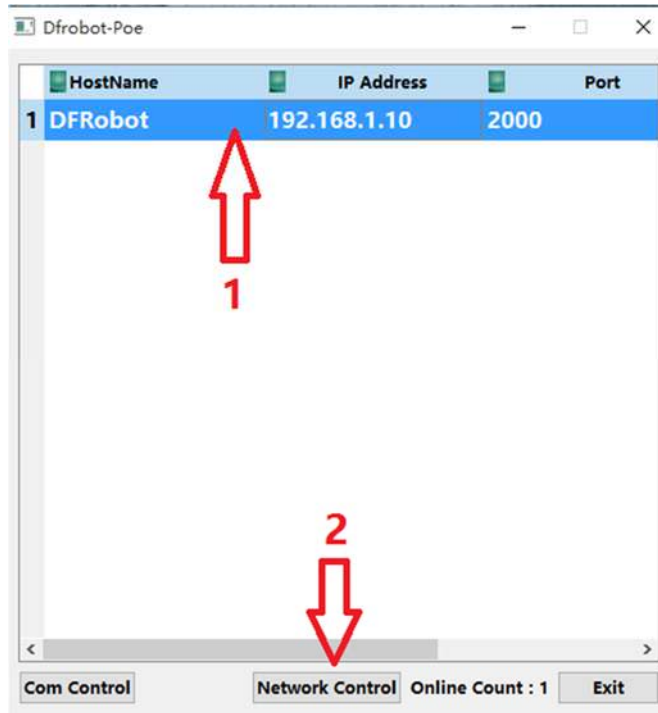 Dfrobot-Poe
HostName IP Address Port
1 DFRobot 192.168.1.10 2000
1
2
Com Control Network Control Online Count : 1 Exit